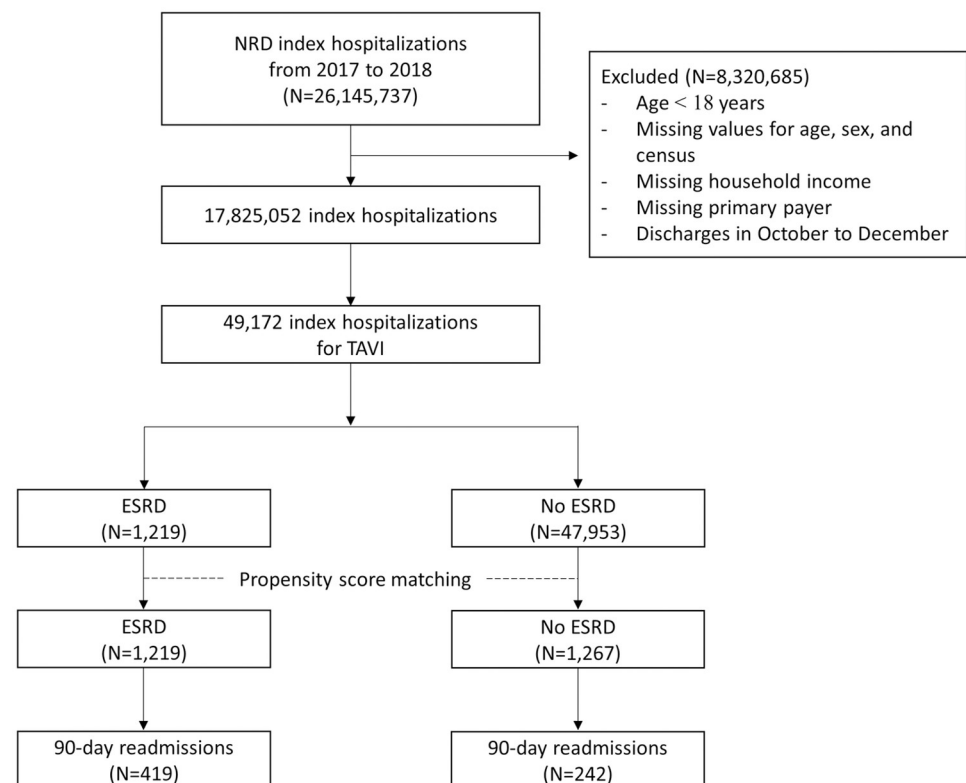 NRD index hospitalizations
from 2017 to 2018
(N=26,145,737)
Excluded (N=8,320,685)
- Age < 18 years
- Missing values for age, sex, and
census
- Missing household income
- Missing primary payer
- Discharges in October to December
17,825,052 index hospitalizations
49,172 index hospitalizations
for TAVI
ESRD
(N=1,219)
No ESRD
(N=47,953)
Propensity score matching
ESRD
(N=1,219)
No ESRD
(N=1,267)
90-day readmissions
(N=419)
90-day readmissions
(N=242)